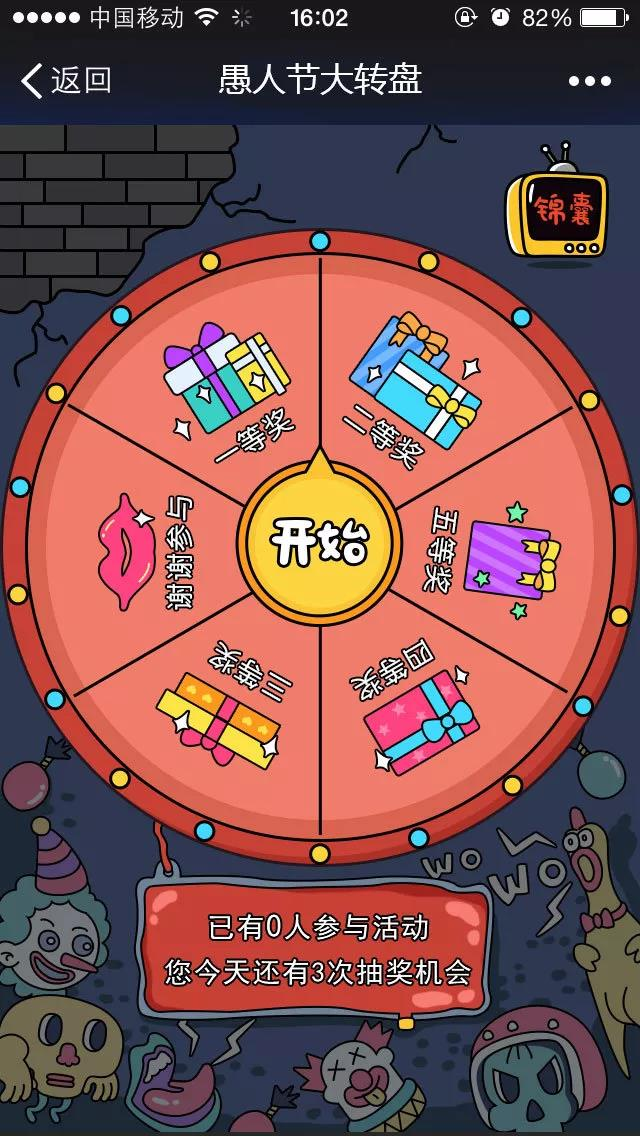 中国移动 16:02 82%
返回 愚人节大转盘
锦囊
一等奖
二等奖
谢谢参与
五等奖
开始
三等奖
四等奖
WO
WO
已有0人参与活动
您今天还有3次抽奖机会